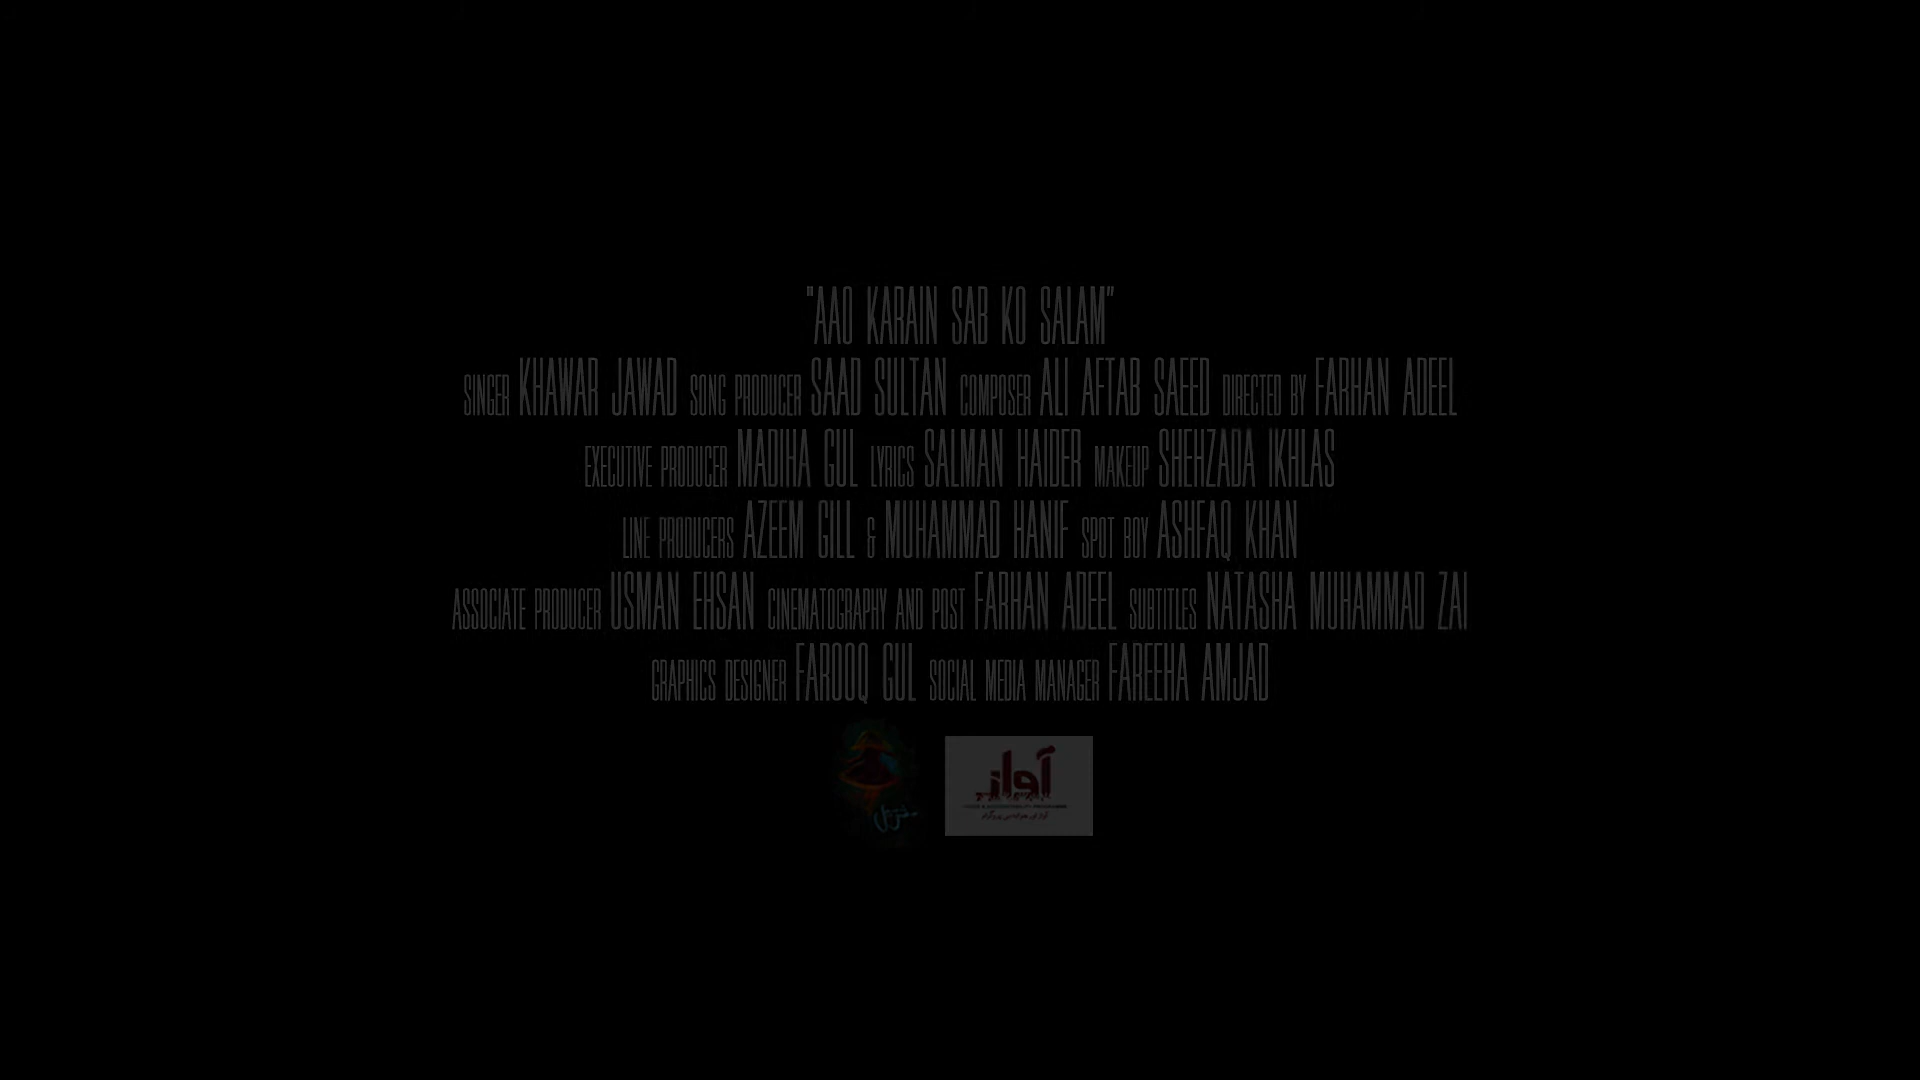 "AAO KARAIN SAB KO SALAM"
SINGER KHAWAR JAWAD SONG PRODUCER SAAD SULTAN COMPOSER ALI AFTAB SAEED DIRECTED BY FARHAN ADEEL
EXECUTIVE PRODUCER MADIHA GUL LYRICS SALMAN HAIDER MAKEUP SHEHZADA IKHLAS
LINE PRODUCERS AZEEM GILL & MUHAMMAD HANIF SPOT BOY ASHFAQ KHAN
ASSOCIATE PRODUCER USMAN EHSAN CINEMATOGRAPHY AND POST FARHAN ADEEL SUBTITLES NATASHA MUHAMMAD ZAI
GRAPHICS DESIGNER FAROOQ GUL SOCIAL MEDIA MANAGER FAREEHA AMJAD
آواز